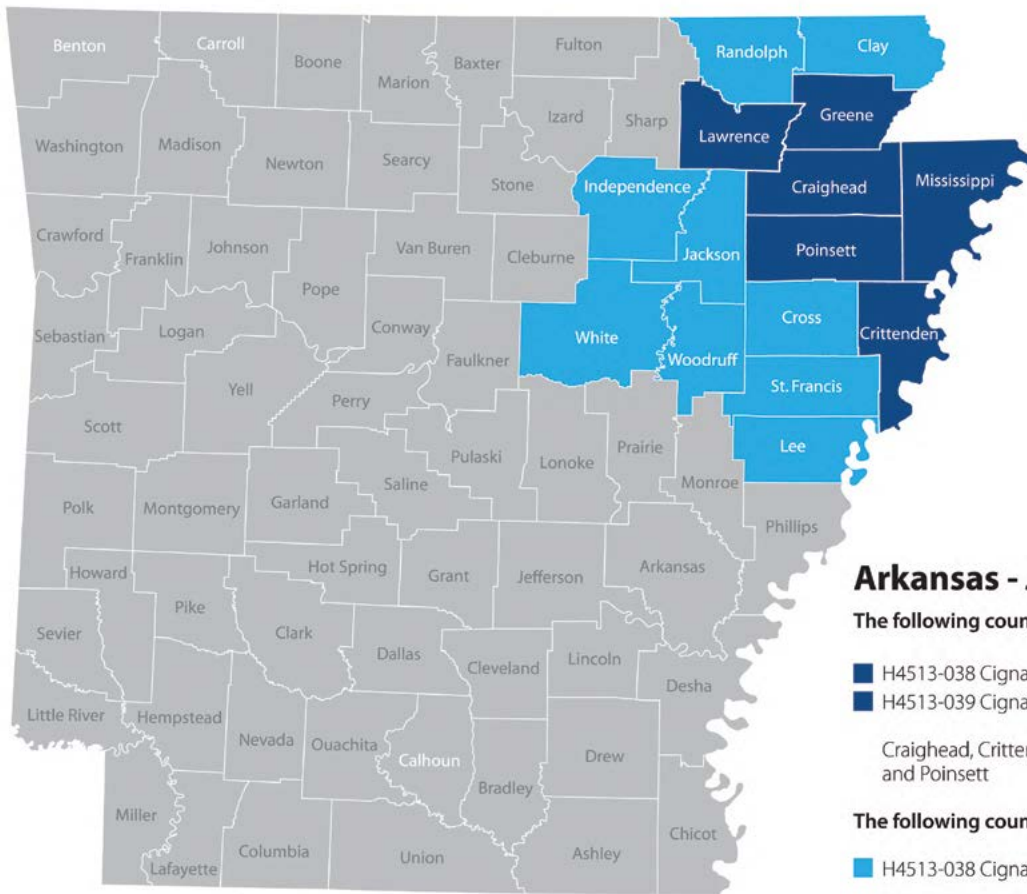 Benton
Carroll
Boone
Marion
Baxter
Fulton
Randolph
Clay
Washington
Madison
Newton
Searcy
Izard
Sharp
Lawrence
Greene
Stone
Independence
Craighead
Mississippi
Crawford
Franklin
Johnson
Van Buren
Cleburne
Jackson
Poinsett
Sebastian
Logan
Pope
Conway
Faulkner
White
Woodruff
Cross
Crittenden
Scott
Yell
Perry
St. Francis
Pulaski
Lonoke
Prairie
Lee
Monroe
Polk
Montgomery
Garland
Saline
Phillips
Howard
Hot Spring
Grant
Jefferson
Arkansas
Pike
Sevier
Clark
Dallas
Cleveland
Lincoln
Desha
Little River
Hempstead
Nevada
Ouachita
Calhoun
Bradley
Drew
Miller
Lafayette
Columbia
Union
Ashley
Chicot
Arkansas -
The following coun
H4513-038 Cigna
H4513-039 Cigna
Craighead, Critter
and Poinsett
The following coun
H4513-038 Cigna